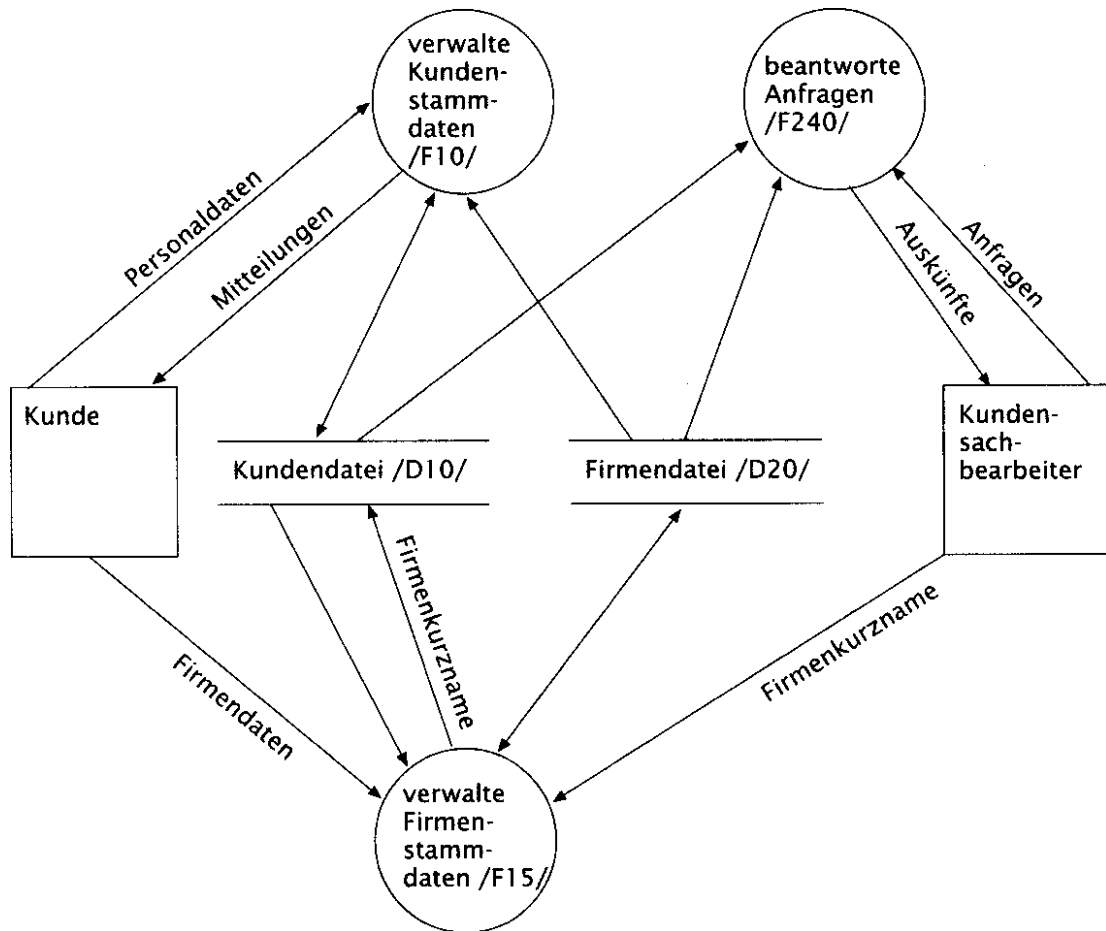 verwalte
Kunden-
stamm-
daten
/F10/
beantworte
Anfragen
/F240/
Personaldaten
Mitteilungen
Auskünfte
Anfragen
Kunde
Kundendatei /D10/
Firmendatei /D20/
Kunden-
sach-
bearbeiter
Firmendaten
Firmenkurzname
Firmenkurzname
verwalte
Firmen-
stamm-
daten /F15/